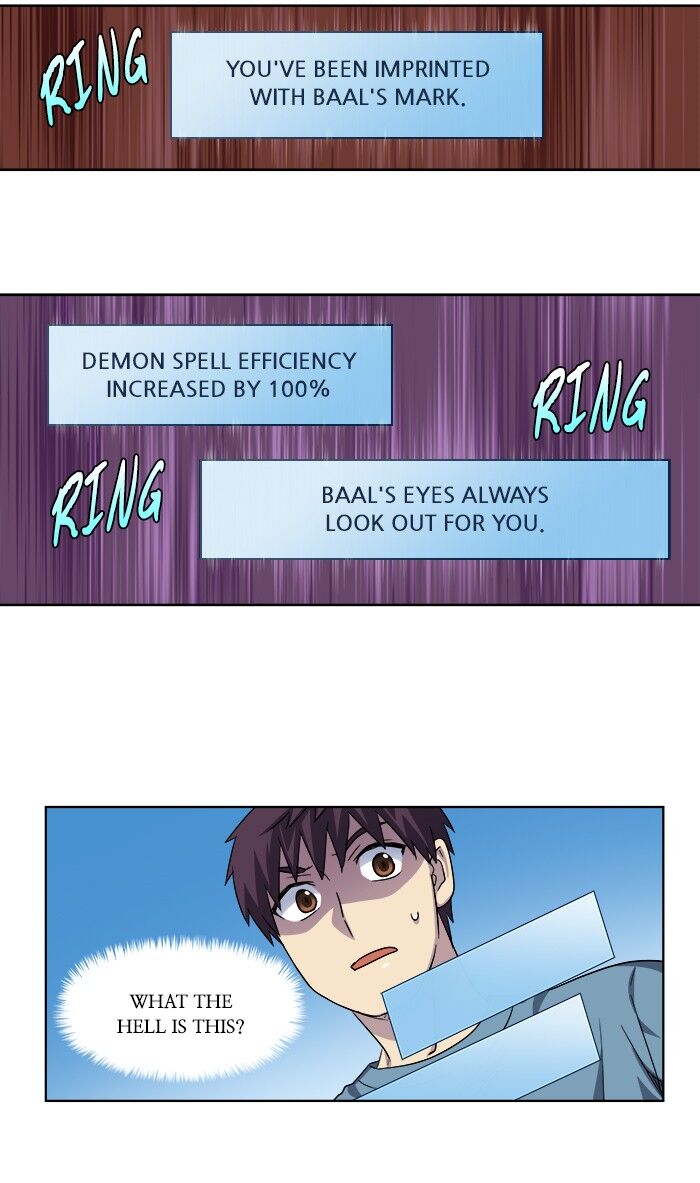 RING
YOU'VE BEEN IMPRINTED
WITH BAAL'S MARK.
DEMON SPELL EFFICIENCY
INCREASED BY 100%
RING
RING
BAAL'S EYES ALWAYS
LOOK OUT FOR YOU.
WHAT THE
HELL IS THIS?